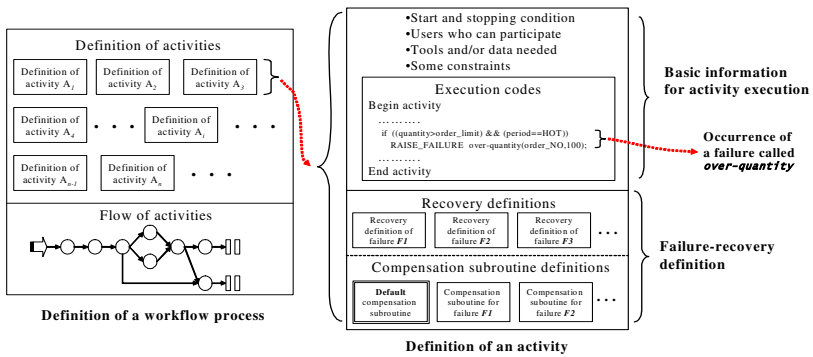 Definition of activities
Definition of activity A1
Definition of activity A2
Definition of activity A3
Definition of activity A4
• • •
Definition of activity Ai
• • •
Definition of activity An-1
Definition of activity An
• • •
Flow of activities
Definition of a workflow process
•Start and stopping condition
•Users who can participate
•Tools and/or data needed
•Some constraints
Execution codes
Begin activity
……….
if ((quantity>order_limit) && (period==HOT))
RAISE_FAILURE over-quantity(order_NO,100);
……….
End activity
Recovery definitions
Recovery definition of failure F1
Recovery definition of failure F2
Recovery definition of failure F3
• • •
Compensation subroutine definitions
Default compensation subroutine
Compensation suboutine for failure F1
Compensation suboutine for failure F2
• • •
Definition of an activity
Basic information
for activity execution
Occurrence of
a failure called
over-quantity
Failure-recovery
definition